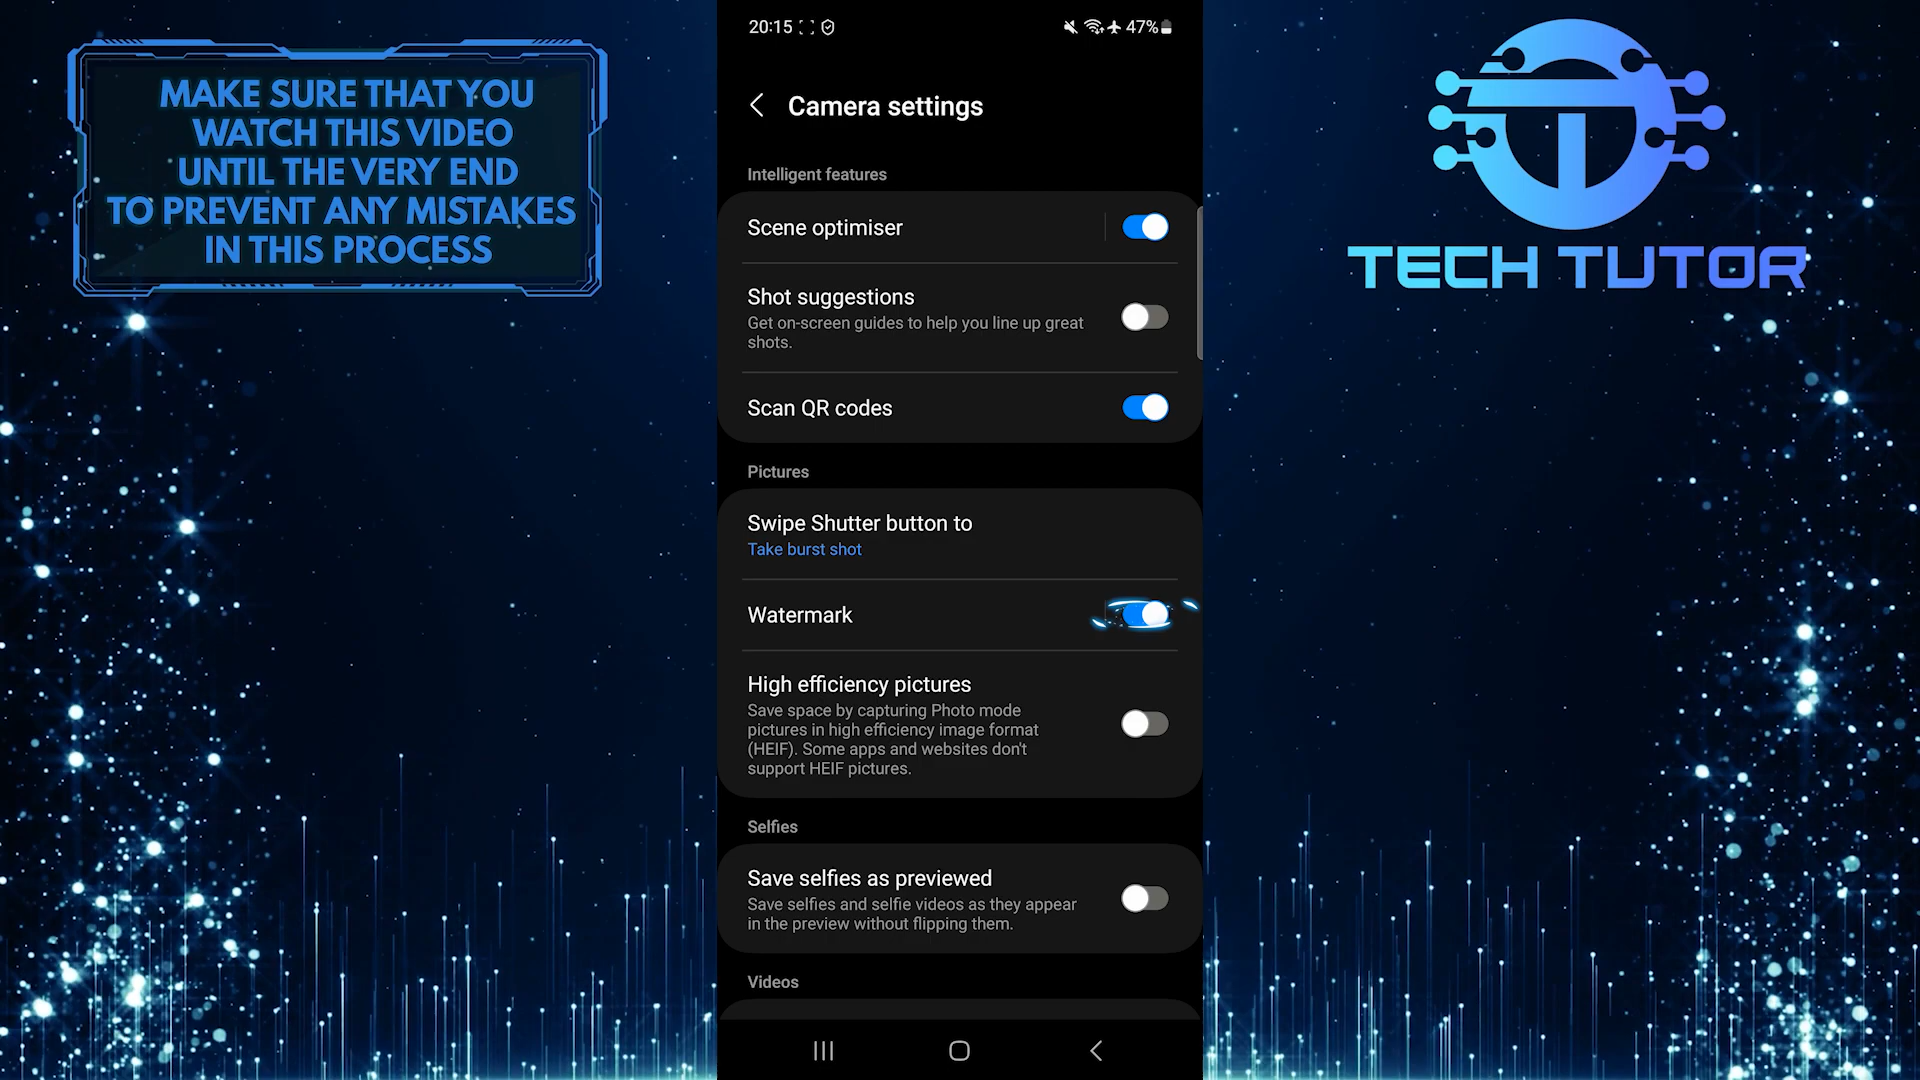 MAKE SURE THAT YOU
WATCH THIS VIDEO
UNTIL THE VERY END
TO PREVENT ANY MISTAKES
IN THIS PROCESS
20:15
47%
Camera settings
Intelligent features
Scene optimiser
Shot suggestions
Get on-screen guides to help you line up great
shots.
Scan QR codes
Pictures
Swipe Shutter button to
Take burst shot
Watermark
High efficiency pictures
Save space by capturing Photo mode
pictures in high efficiency image format
(HEIF). Some apps and websites don't
support HEIF pictures.
Selfies
Save selfies as previewed
Save selfies and selfie videos as they appear
in the preview without flipping them.
Videos
TECH TUTOR